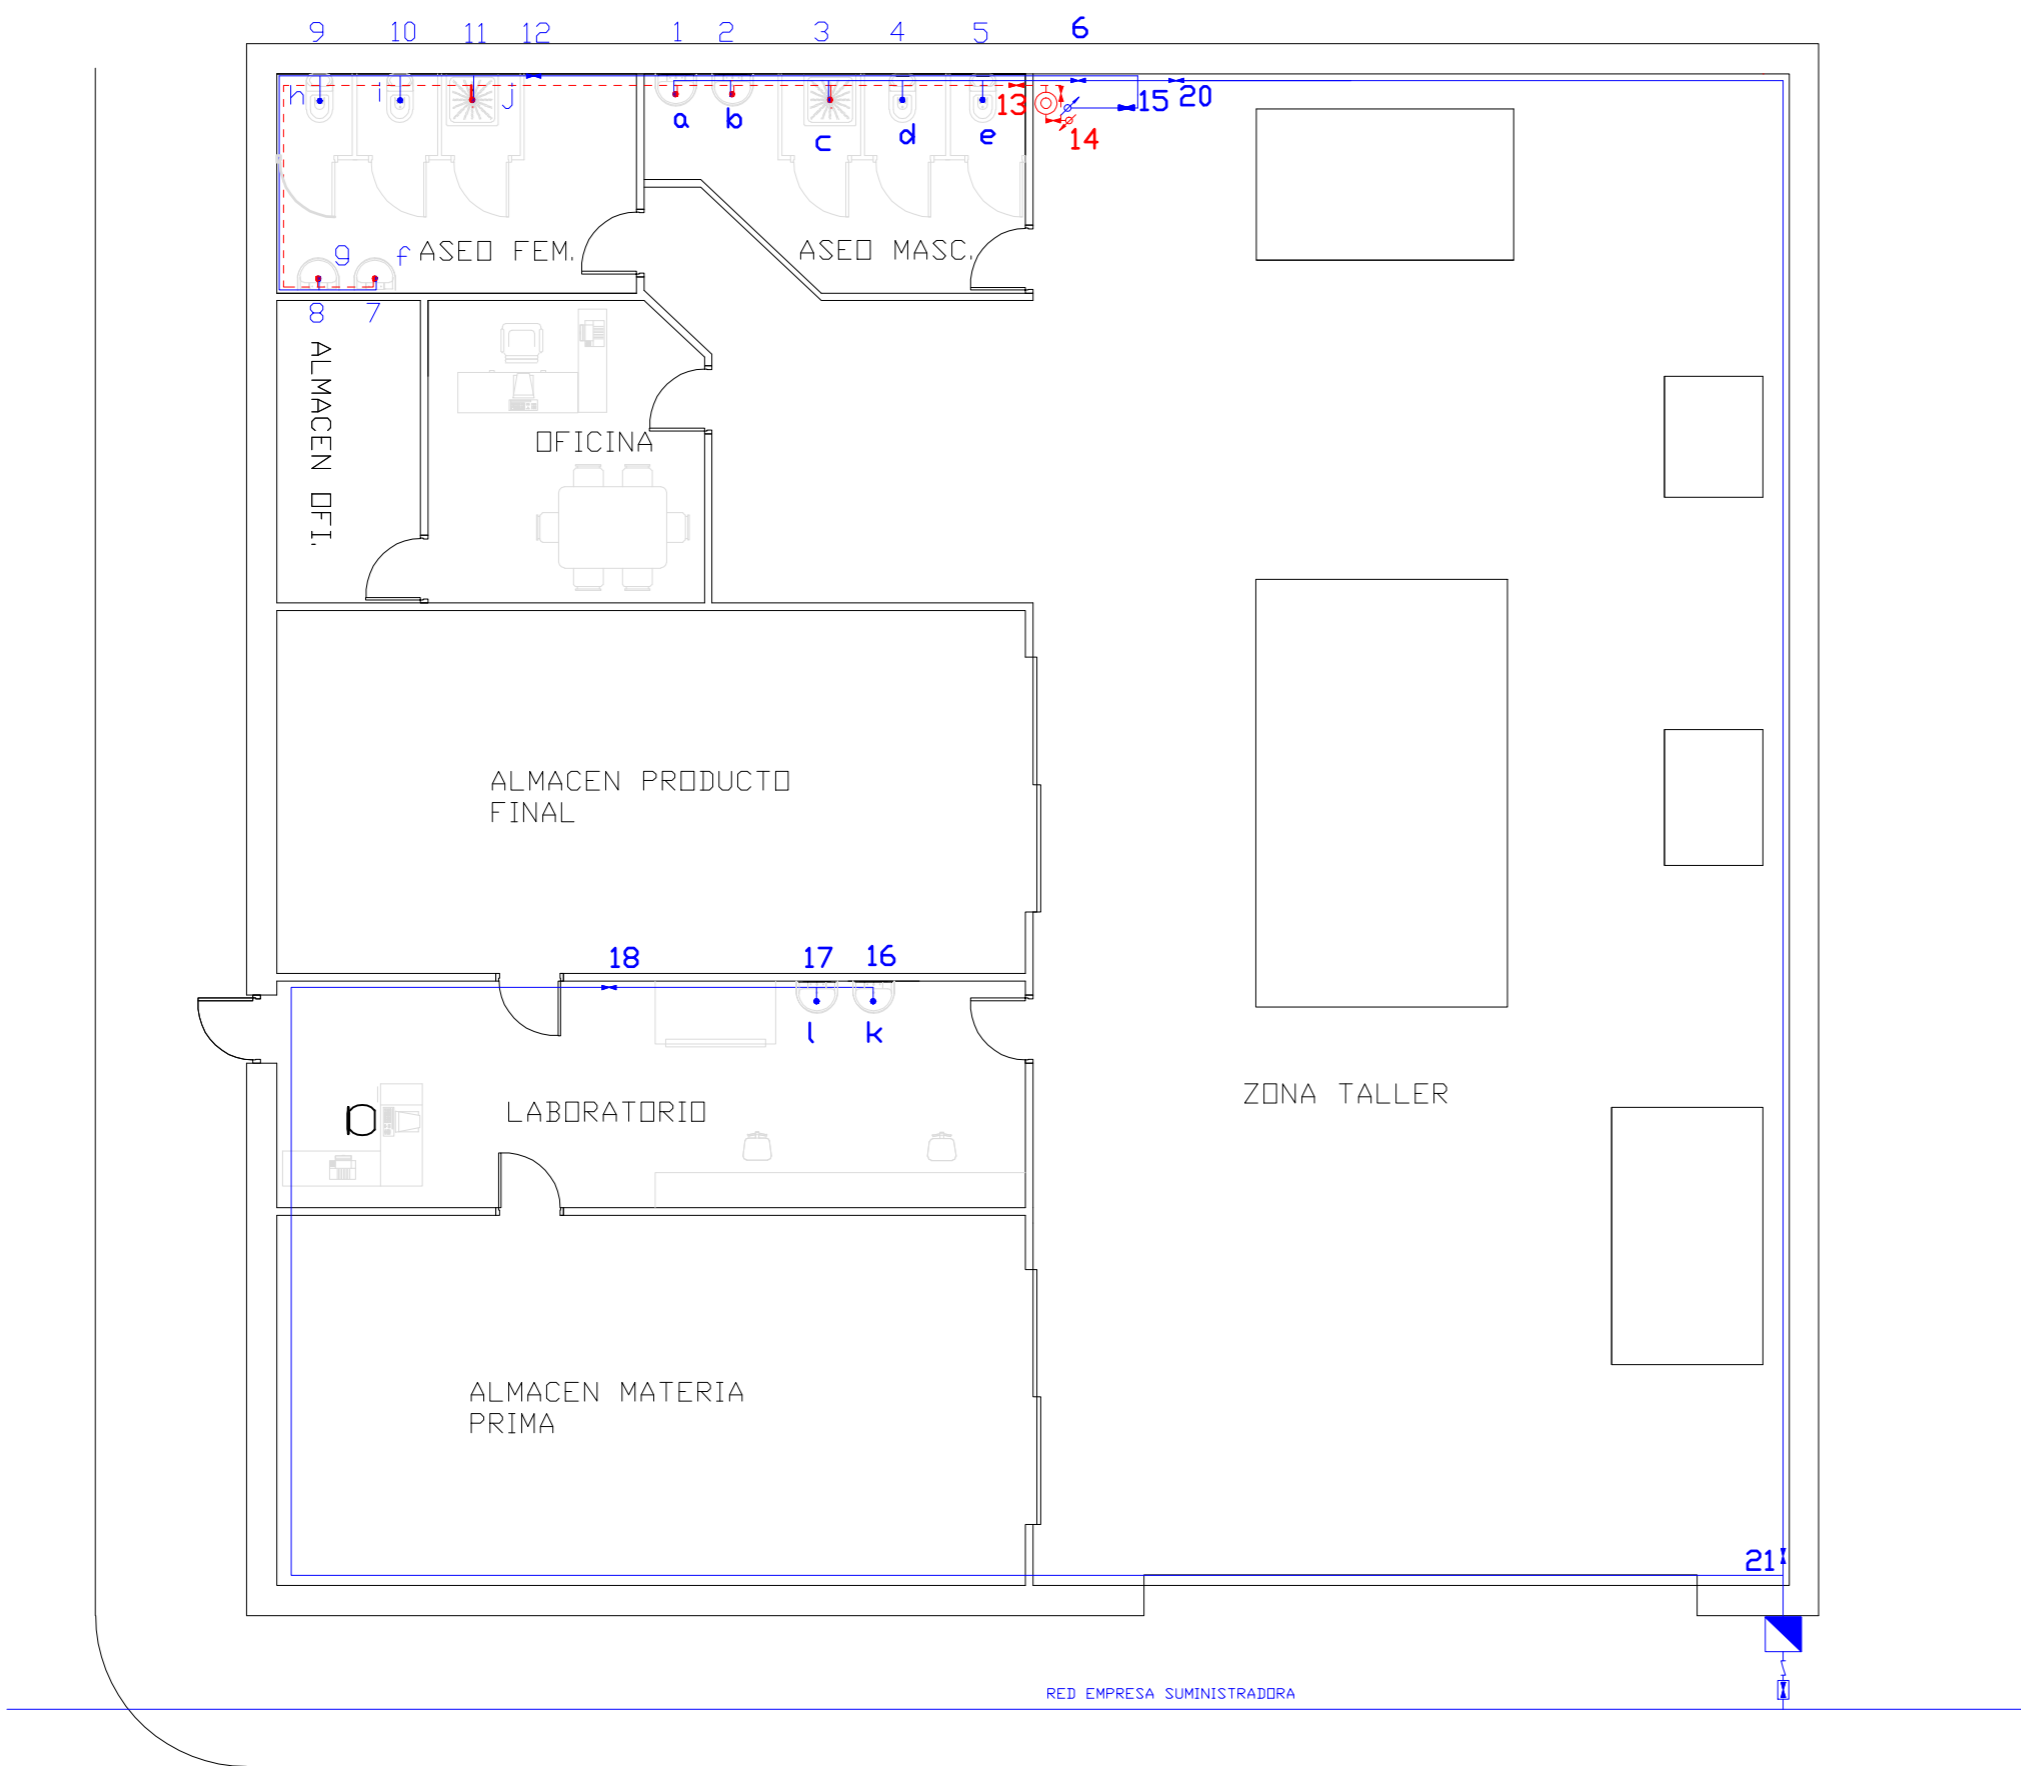 9 10 11 12 1 2 3 4 5 6
h i j 13 15 20
a b c d e 14
g f ASEO FEM. ASEO MASC.
8 7
ALMACEN OFI.
OFICINA
ALMACEN PRODUCTO
FINAL
18 17 16
l k
LABORATORIO
ZONA TALLER
ALMACEN MATERIA
PRIMA
21
RED EMPRESA SUMINISTRADORA